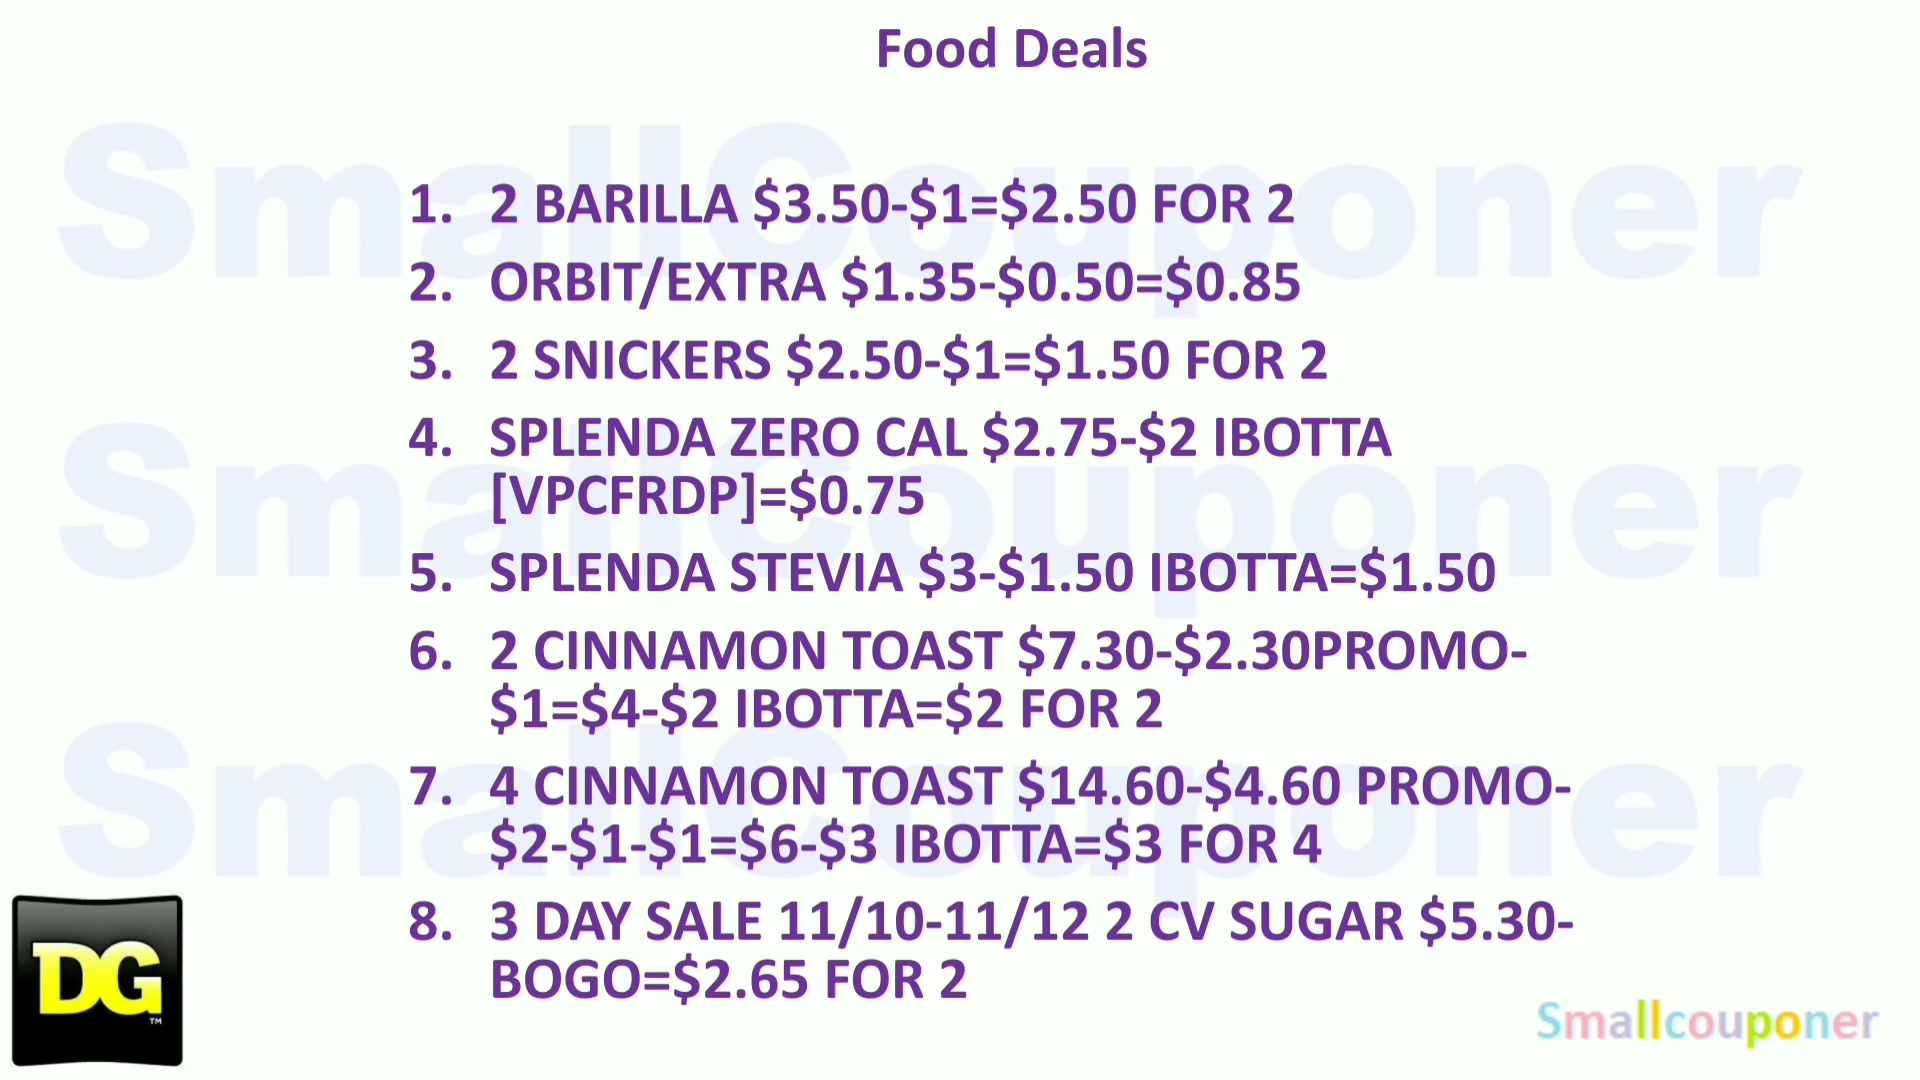 Food Deals
SmallCouponer
1. 2 BARILLA $3.50-$1=$2.50 FOR 2
2. ORBIT/EXTRA $1.35-$0.50=$0.85
3. 2 SNICKERS $2.50-$1=$1.50 FOR 2
SmallCouponer
4. SPLENDA ZERO CAL $2.75-$2 IBOTTA
[VPCFRDP]=$0.75
5. SPLENDA STEVIA $3-$1.50 IBOTTA=$1.50
6. 2 CINNAMON TOAST $7.30-$2.30PROMO-
$1=$4-$2 IBOTTA=$2 FOR 2
SmallCouponer
7. 4 CINNAMON TOAST $14.60-$4.60 PROMO-
$2-$1-$1=$6-$3 IBOTTA=$3 FOR 4
8. 3 DAY SALE 11/10-11/12 2 CV SUGAR $5.30-
BOGO=$2.65 FOR 2
DG
TM
Smallcouponer